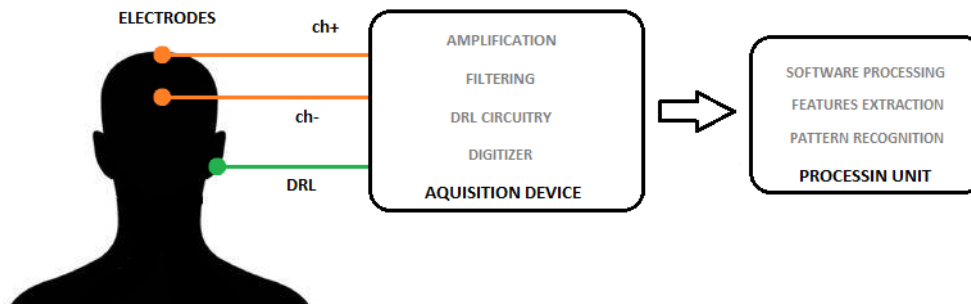 ELECTRODES
ch+
ch-
DRL
AMPLIFICATION
FILTERING
DRL CIRCUITRY
DIGITIZER
AQUISITION DEVICE
SOFTWARE PROCESSING
FEATURES EXTRACTION
PATTERN RECOGNITION
PROCESSIN UNIT